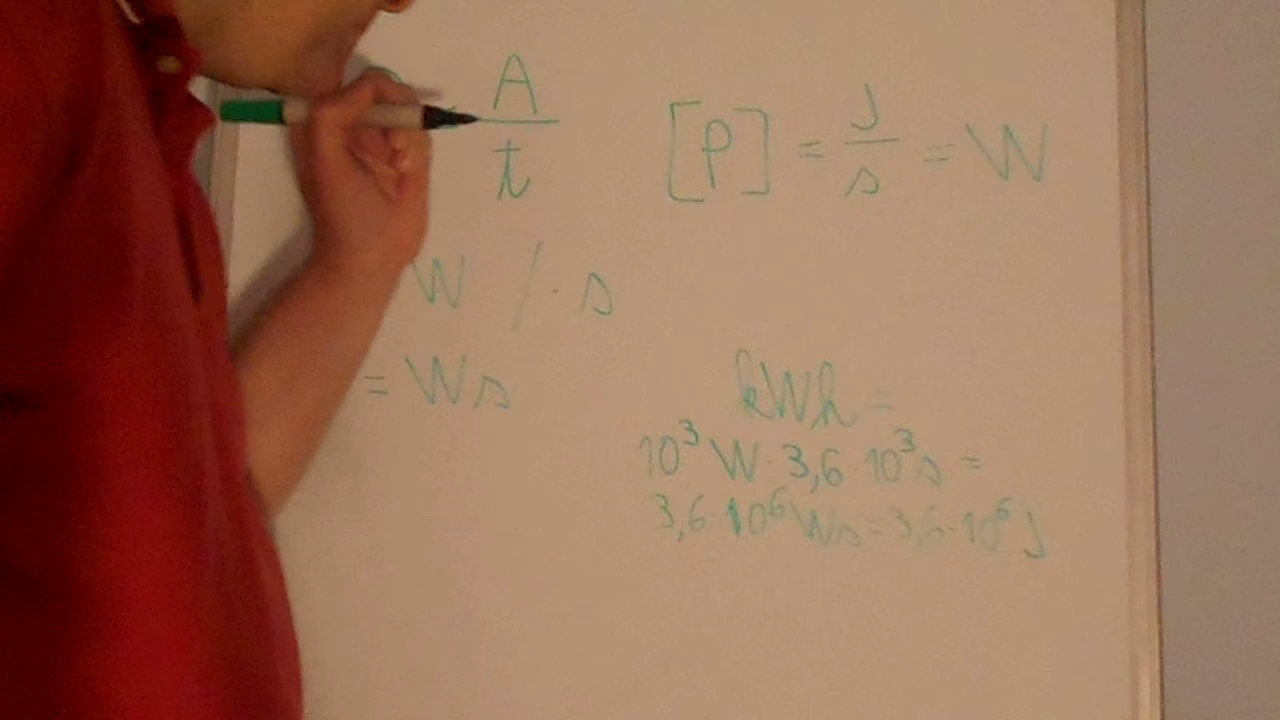 A/t [P] = J/s = W
W / · s
= Ws
kWh =
10³ W · 3,6 · 10³ s =
3,6 · 10⁶ Ws = 3,6 · 10⁶ J